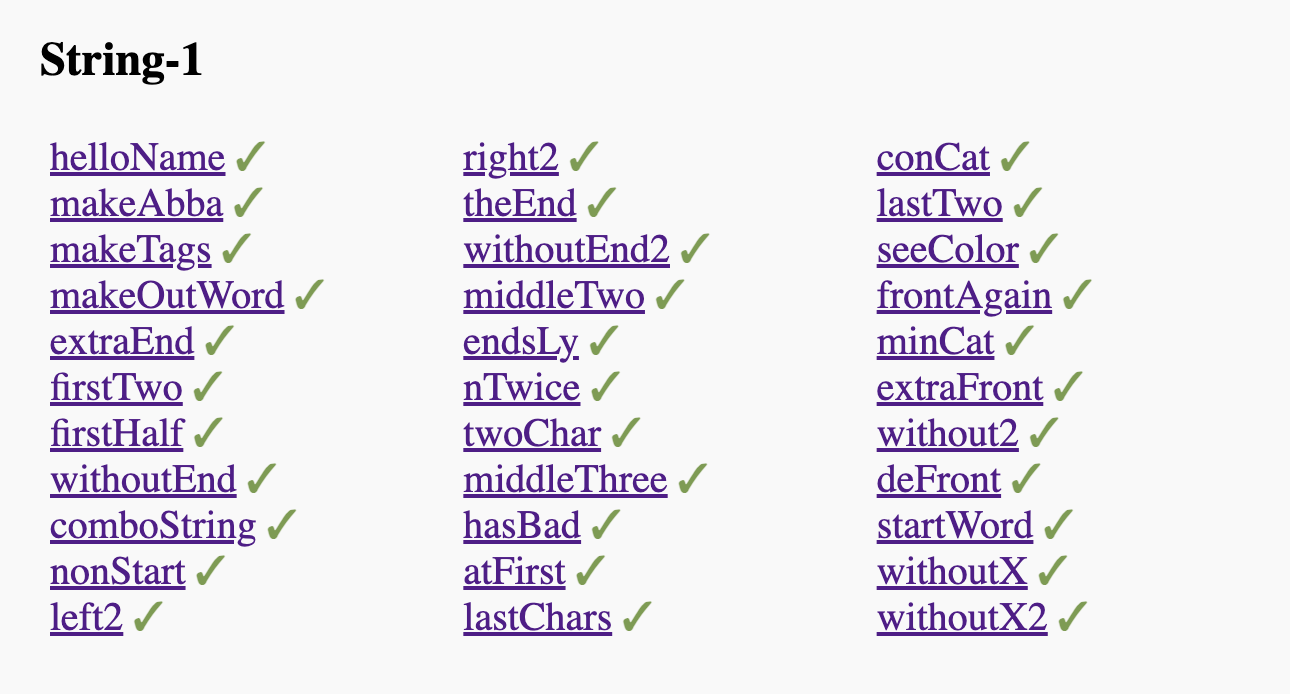 String-1
helloName ✓
makeAbba ✓
makeTags ✓
makeOutWord ✓
extraEnd ✓
firstTwo ✓
firstHalf ✓
withoutEnd ✓
comboString ✓
nonStart ✓
left2 ✓
right2 ✓
theEnd ✓
withoutEnd2 ✓
middleTwo ✓
endsLy ✓
nTwice ✓
twoChar ✓
middleThree ✓
hasBad ✓
atFirst ✓
lastChars ✓
conCat ✓
lastTwo ✓
seeColor ✓
frontAgain ✓
minCat ✓
extraFront ✓
without2 ✓
deFront ✓
startWord ✓
withoutX ✓
withoutX2 ✓